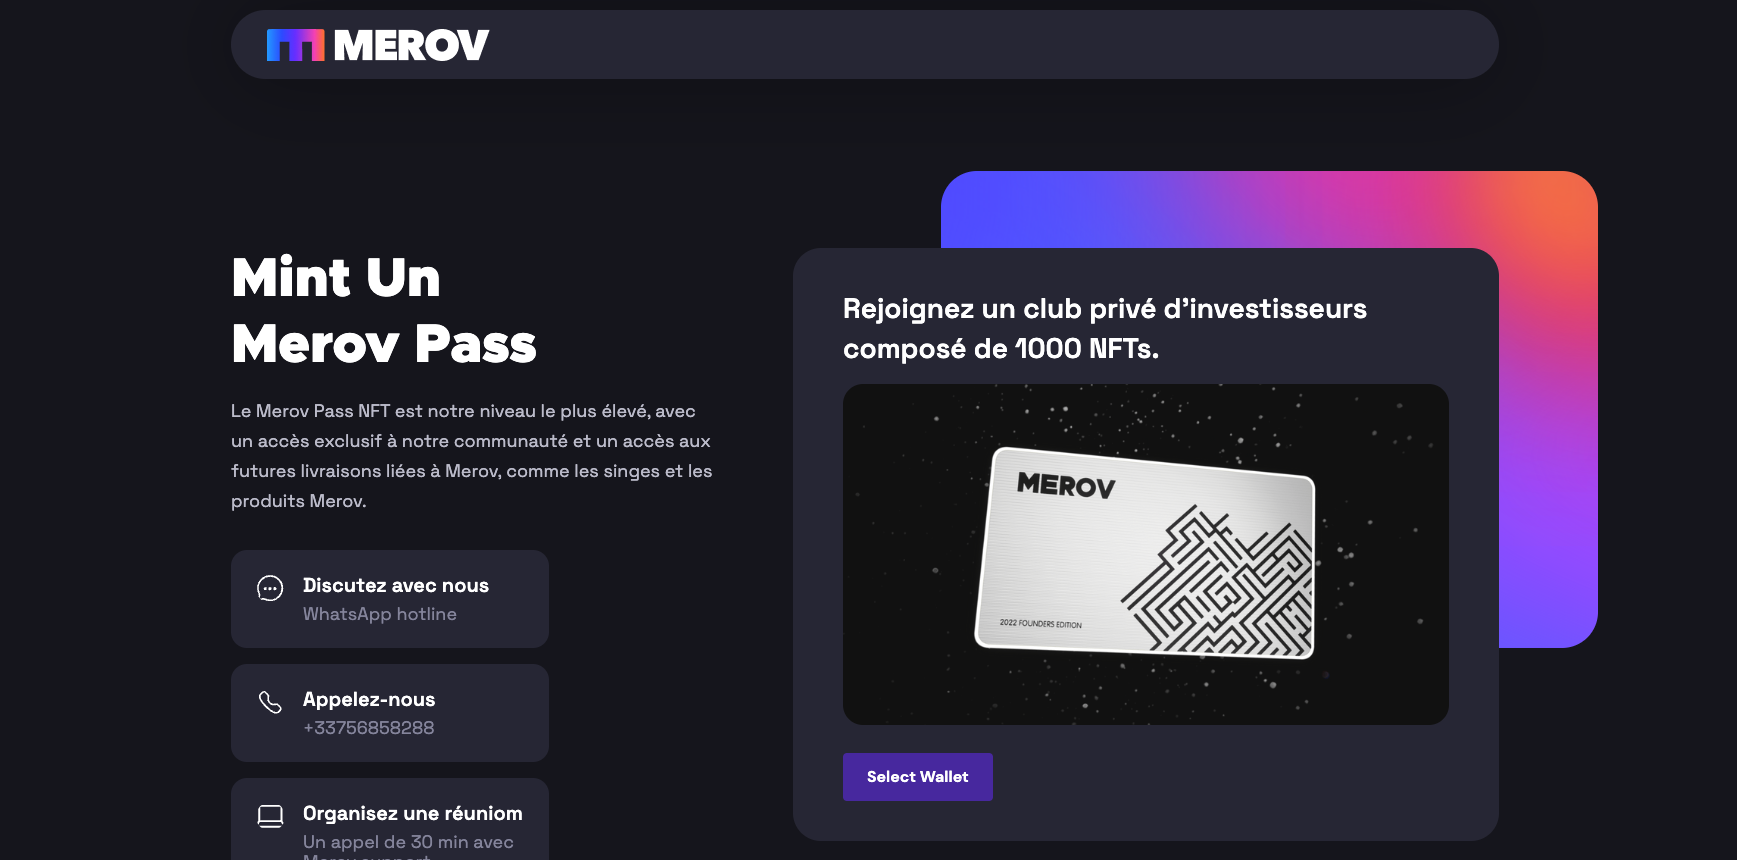 MEROV
Mint Un
Merov Pass
Le Merov Pass NFT est notre niveau le plus élevé, avec
un accès exclusif à notre communauté et un accès aux
futures livraisons liées à Merov, comme les singes et les
produits Merov.
Discutez avec nous
WhatsApp hotline
Appelez-nous
+33756858288
Organisez une réuniom
Un appel de 30 min avec
Rejoignez un club privé d’investisseurs
composé de 1000 NFTs.
MEROV
2022 FOUNDERS EDITION
Select Wallet